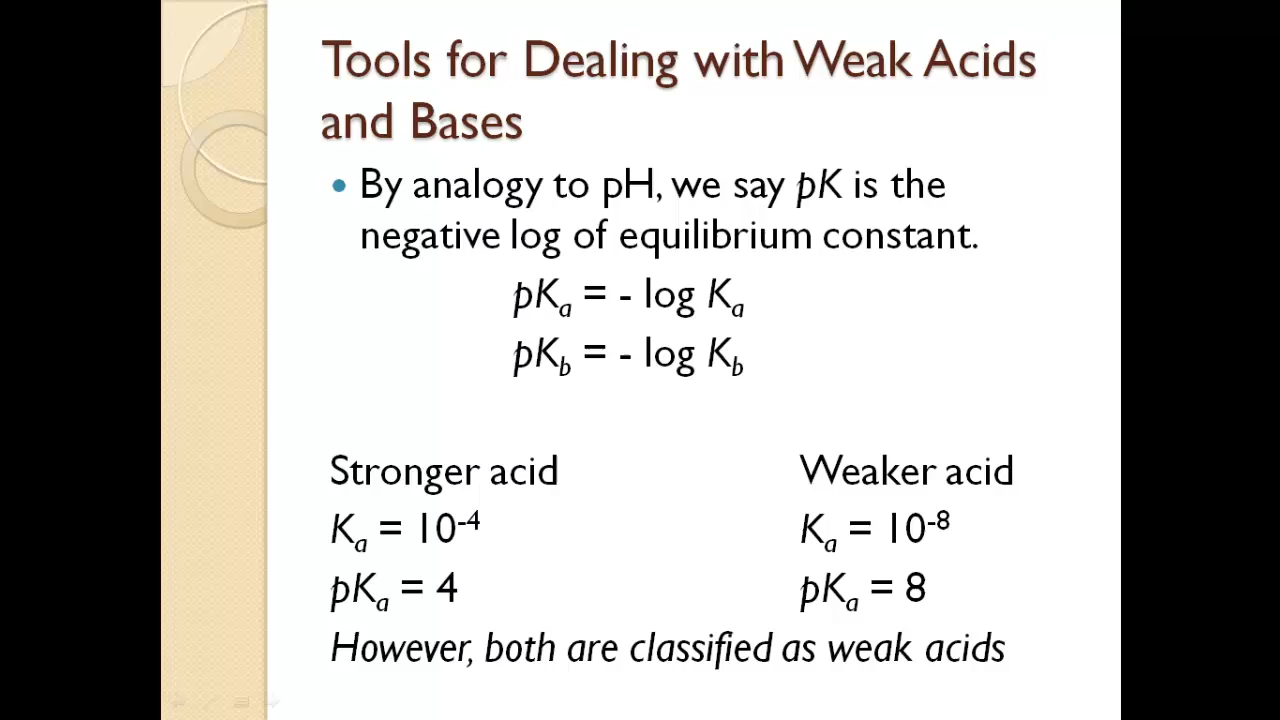 Tools for Dealing with Weak Acids
and Bases
• By analogy to pH, we say pK is the
negative log of equilibrium constant.
pKₐ = - log Kₐ
pK_b = - log K_b
Stronger acid Weaker acid
Kₐ = 10⁻⁴ Kₐ = 10⁻⁸
pKₐ = 4 pKₐ = 8
However, both are classified as weak acids